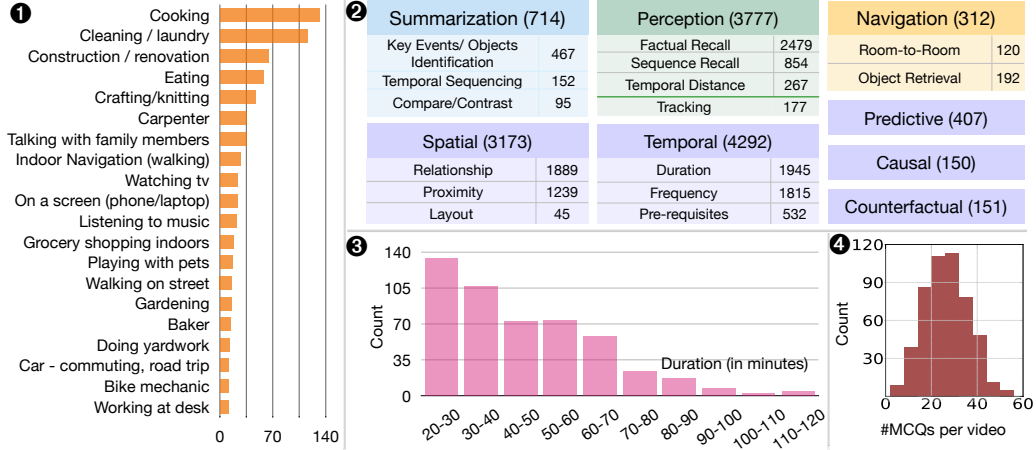 1
Cooking
Cleaning / laundry
Construction / renovation
Eating
Crafting/knitting
Carpenter
Talking with family members
Indoor Navigation (walking)
Watching tv
On a screen (phone/laptop)
Listening to music
Grocery shopping indoors
Playing with pets
Walking on street
Gardening
Baker
Doing yardwork
Car - commuting, road trip
Bike mechanic
Working at desk
0 70 140
2
Summarization (714)
Key Events/ Objects
Identification 467
Temporal Sequencing 152
Compare/Contrast 95
Perception (3777)
Factual Recall 2479
Sequence Recall 854
Temporal Distance 267
Tracking 177
Navigation (312)
Room-to-Room 120
Object Retrieval 192
Spatial (3173)
Relationship 1889
Proximity 1239
Layout 45
Temporal (4292)
Duration 1945
Frequency 1815
Pre-requisites 532
Predictive (407)
Causal (150)
Counterfactual (151)
3
140
105
70
35
0
Count
Duration (in minutes)
20-30 30-40 40-50 50-60 60-70 70-80 80-90 90-100 100-110 110-120
4
120
90
60
30
Count
0 20 40 60
#MCQs per video